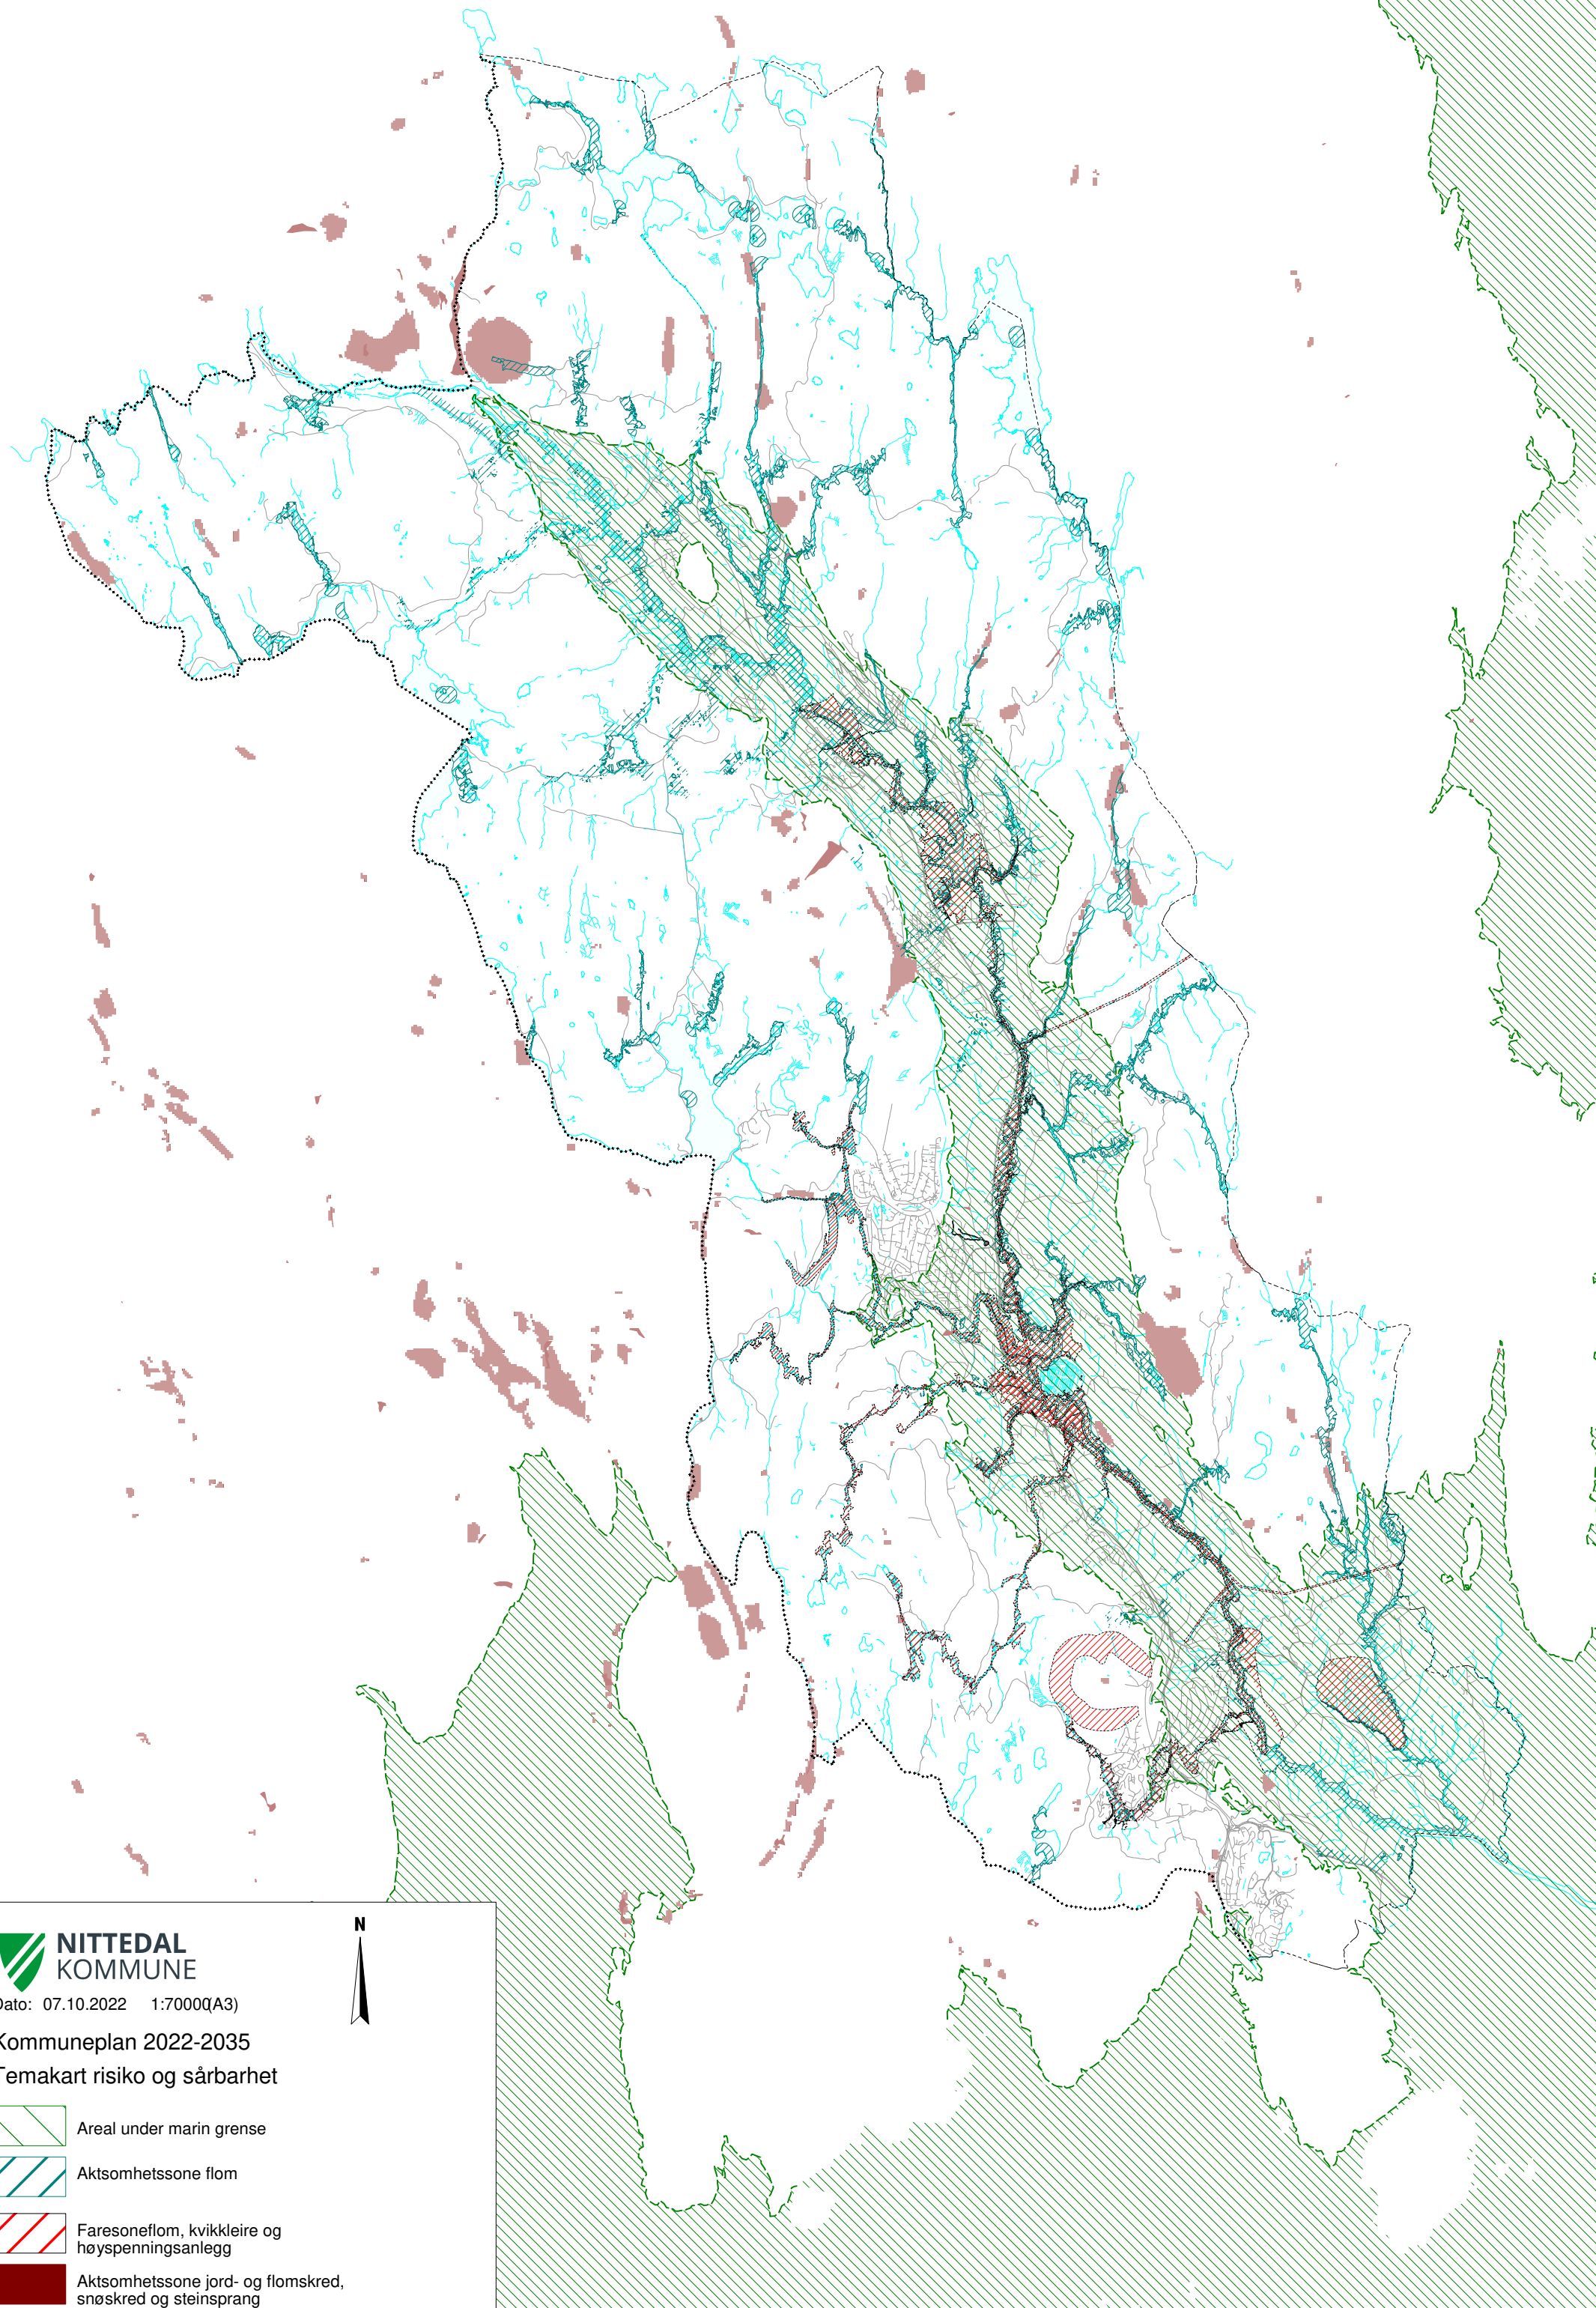 N
NITTEDAL
KOMMUNE
Dato: 07.10.2022 1:70000(A3)
Kommuneplan 2022-2035
Temakart risiko og sårbarhet
Areal under marin grense
Aktsomhetssone flom
Faresoneflom, kvikkleire og
høyspenningsanlegg
Aktsomhetssone jord- og flomskred,
snøskred og steinsprang